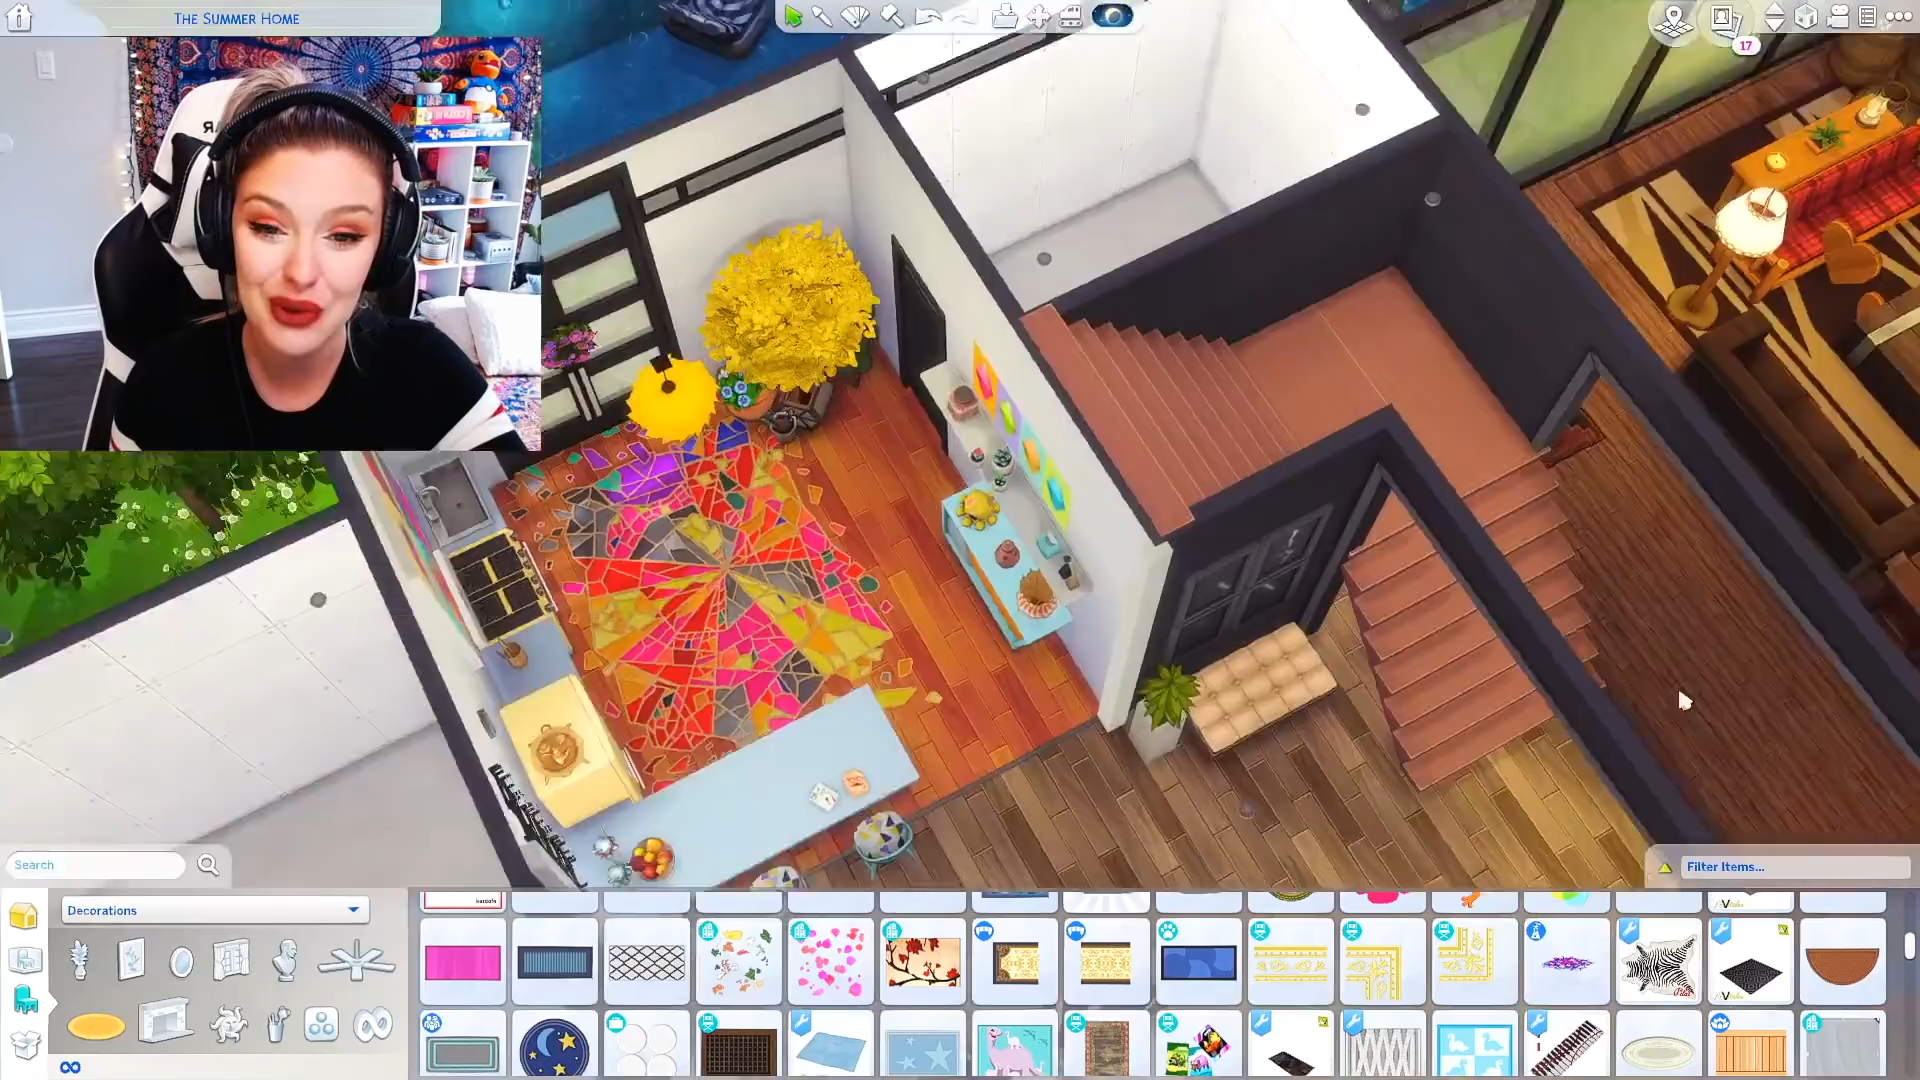 The Summer Home
17
Search
Filter Items...
Decorations